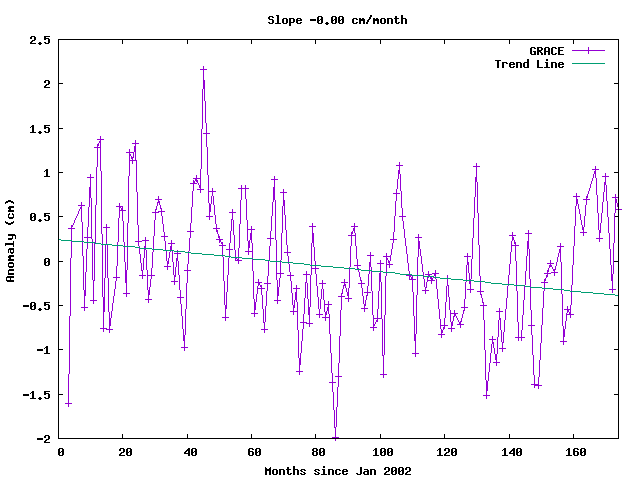 Slope -0.00 cm/month
2.5
2
1.5
1
0.5
0
-0.5
-1
-1.5
-2
Anomaly (cm)
GRACE
Trend Line
0 20 40 60 80 100 120 140 160
Months since Jan 2002